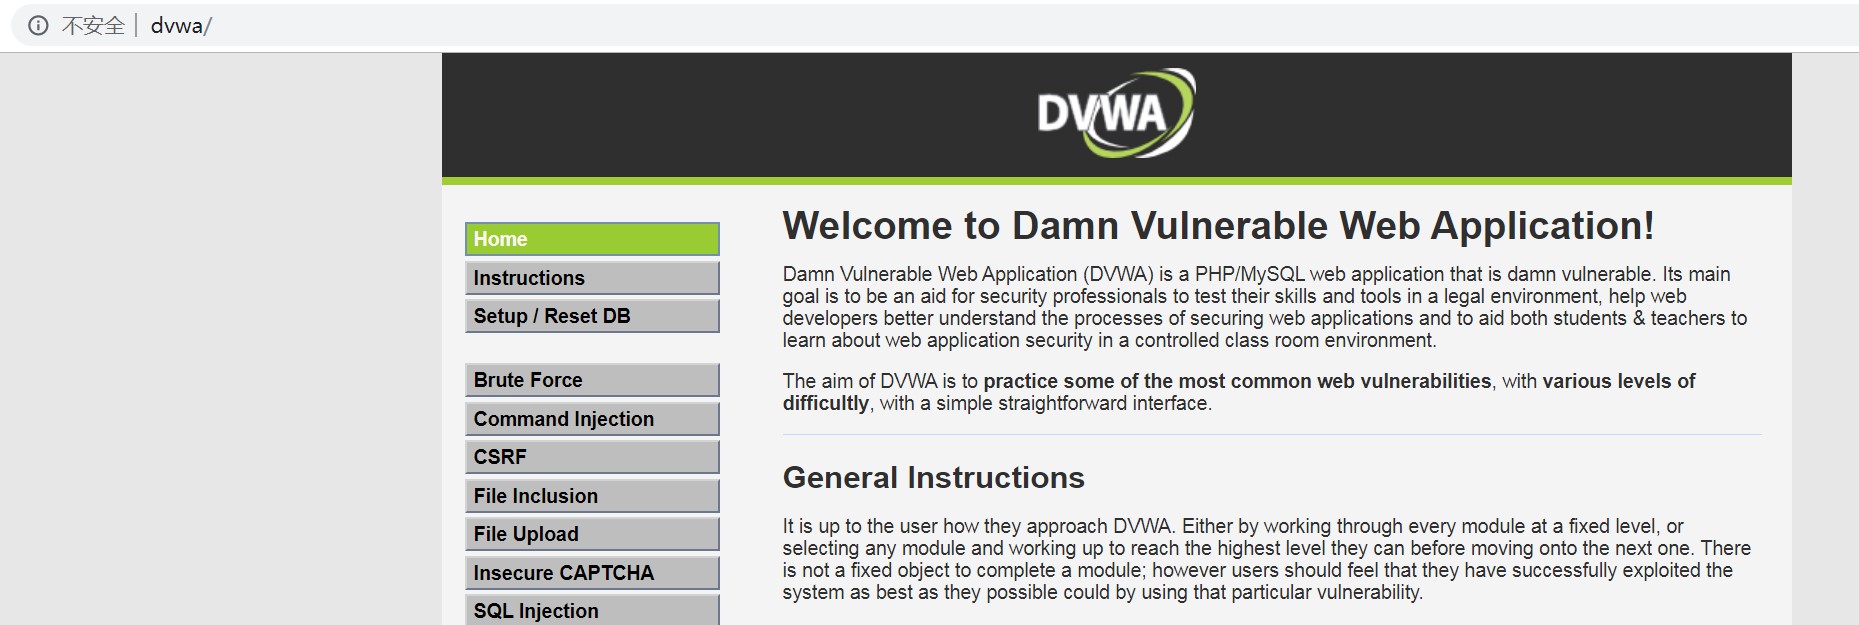 不安全 | dvwa/
DVWA
Home
Instructions
Setup / Reset DB
Brute Force
Command Injection
CSRF
File Inclusion
File Upload
Insecure CAPTCHA
SQL Injection
Welcome to Damn Vulnerable Web Application!
Damn Vulnerable Web Application (DVWA) is a PHP/MySQL web application that is damn vulnerable. Its main
goal is to be an aid for security professionals to test their skills and tools in a legal environment, help web
developers better understand the processes of securing web applications and to aid both students & teachers to
learn about web application security in a controlled class room environment.
The aim of DVWA is to practice some of the most common web vulnerabilities, with various levels of
difficultly, with a simple straightforward interface.
General Instructions
It is up to the user how they approach DVWA. Either by working through every module at a fixed level, or
selecting any module and working up to reach the highest level they can before moving onto the next one. There
is not a fixed object to complete a module; however users should feel that they have successfully exploited the
system as best as they possible could by using that particular vulnerability.